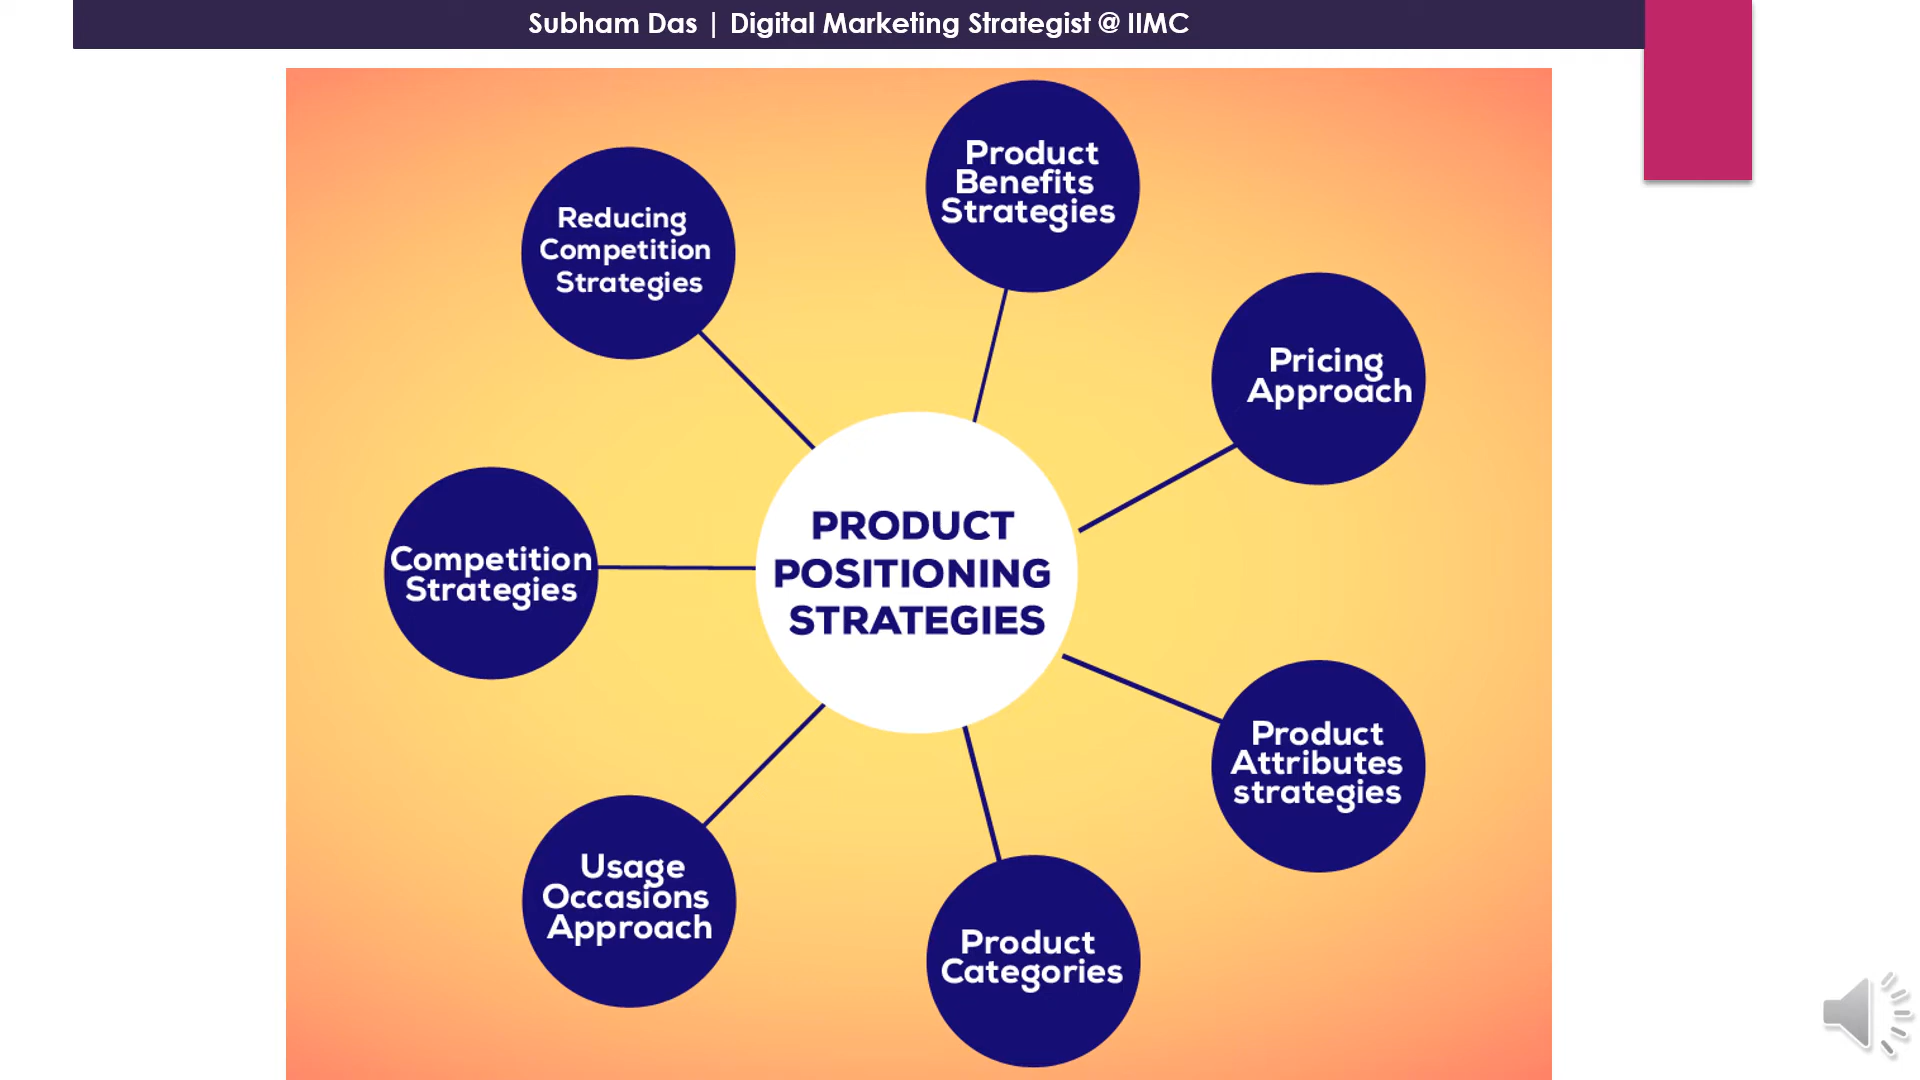 Subham Das | Digital Marketing Strategist @ IIMC
Product
Benefits
Strategies
Reducing
Competition
Strategies
Pricing
Approach
PRODUCT
POSITIONING
STRATEGIES
Competition
Strategies
Product
Attributes
strategies
Usage
Occasions
Approach
Product
Categories